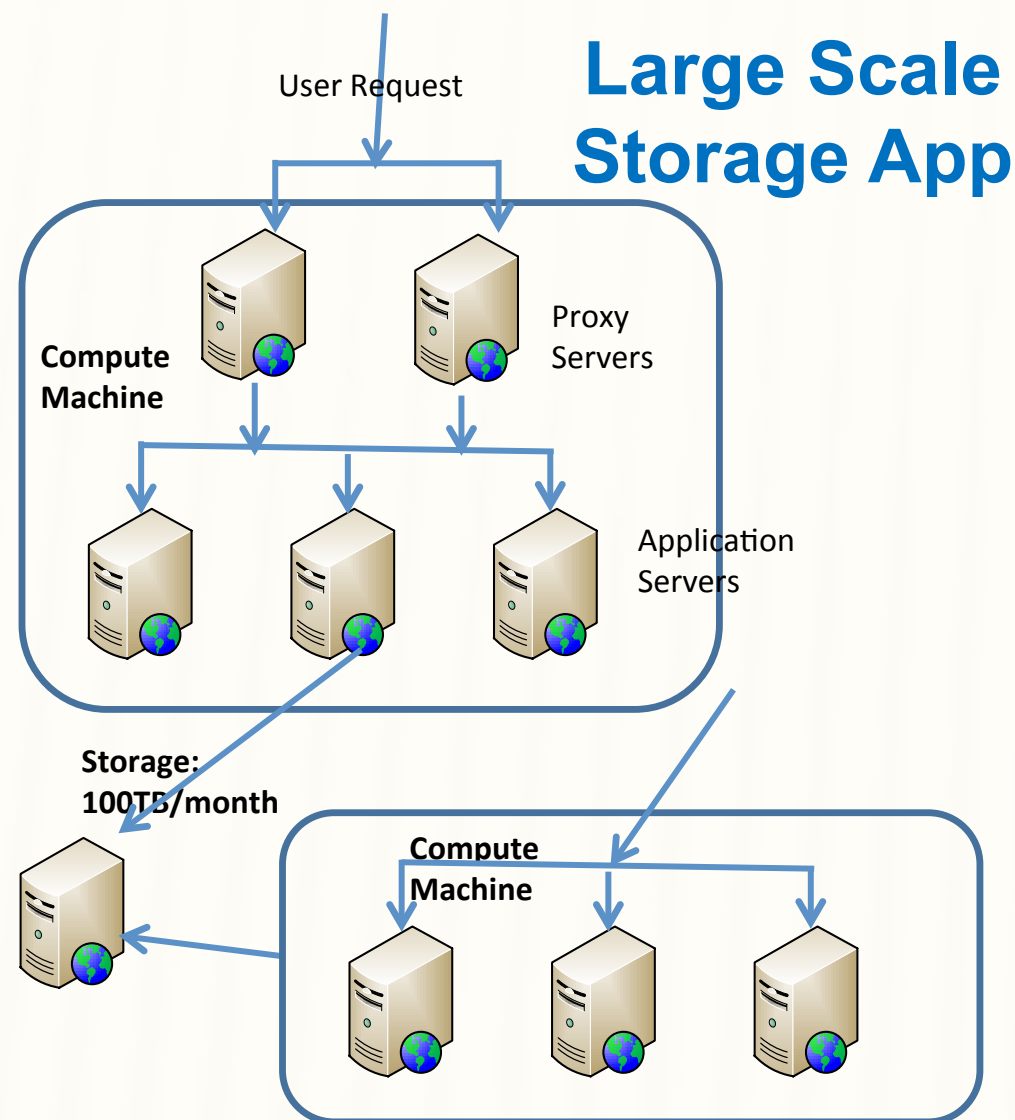 Large Scale
Storage App
User Request
Proxy
Servers
Compute
Machine
Application
Servers
Storage:
100TB/month
Compute
Machine